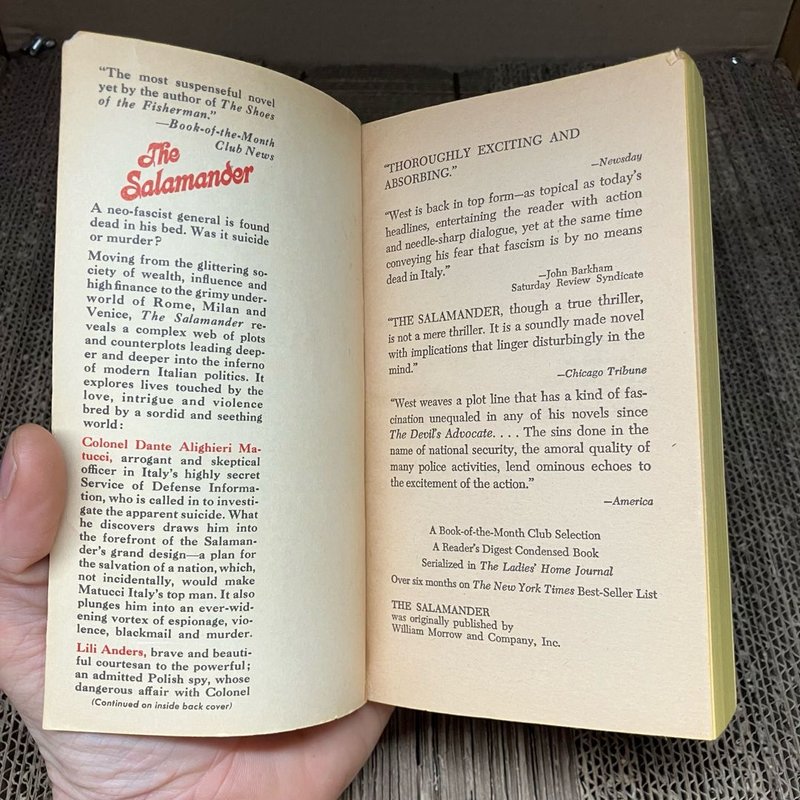 "The most suspenseful novel
yet by the author of The Shoes
of the Fisherman."
—Book-of-the-Month
Club News
The
Salamander
A neo-fascist general is found
dead in his bed. Was it suicide
or murder?
Moving from the glittering so-
ciety of wealth, influence and
high finance to the grimy under-
world of Rome, Milan and
Venice, The Salamander re-
veals a complex web of plots
and counterplots leading deep-
er and deeper into the inferno
of modern Italian politics. It
explores lives touched by the
love, intrigue and violence
bred by a sordid and seething
world:
Colonel Dante Alighieri Ma-
tucci, arrogant and skeptical
officer in Italy's highly secret
Service of Defense Informa-
tion, who is called in to investi-
gate the apparent suicide. What
he discovers draws him into
the forefront of the Salaman-
der's grand design—a plan for
the salvation of a nation, which,
not incidentally, would make
Matucci Italy's top man. It also
plunges him into an ever-wid-
ening vortex of espionage, vio-
lence, blackmail and murder.
Lili Anders, brave and beauti-
ful courtesan to the powerful;
an admitted Polish spy, whose
dangerous affair with Colonel
(Continued on inside back cover)
"THOROUGHLY EXCITING AND
ABSORBING."
—Newsday
"West is back in top form—as topical as today's
headlines, entertaining the reader with action
and needle-sharp dialogue, yet at the same time
conveying his fear that fascism is by no means
dead in Italy."
—John Barkham
Saturday Review Syndicate
"THE SALAMANDER, though a true thriller,
is not a mere thriller. It is a soundly made novel
with implications that linger disturbingly in the
mind."
—Chicago Tribune
"West weaves a plot line that has a kind of fas-
cination unequaled in any of his novels since
The Devil's Advocate. . . . The sins done in the
name of national security, the amoral quality of
many police activities, lend ominous echoes to
the excitement of the action."
—America
A Book-of-the-Month Club Selection
A Reader's Digest Condensed Book
Serialized in The Ladies' Home Journal
Over six months on The New York Times Best-Seller List
THE SALAMANDER
was originally published by
William Morrow and Company, Inc.